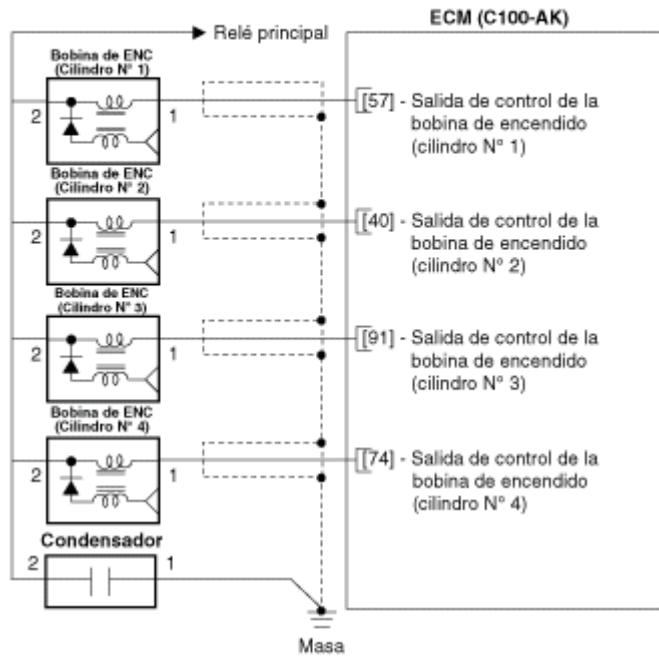 ECM (C100-AK)
Relé principal
Bobina de ENC
(Cilindro N° 1)
2
1
[57] - Salida de control de la
bobina de encendido
(cilindro Nº 1)
Bobina de ENC
(Cilindro N° 2)
2
1
[40] - Salida de control de la
bobina de encendido
(cilindro Nº 2)
Bobina de ENC
(Cilindro N° 3)
2
1
[91] - Salida de control de la
bobina de encendido
(cilindro Nº 3)
Bobina de ENC
(Cilindro N° 4)
2
1
[74] - Salida de control de la
bobina de encendido
(cilindro Nº 4)
Condensador
2
1
Masa